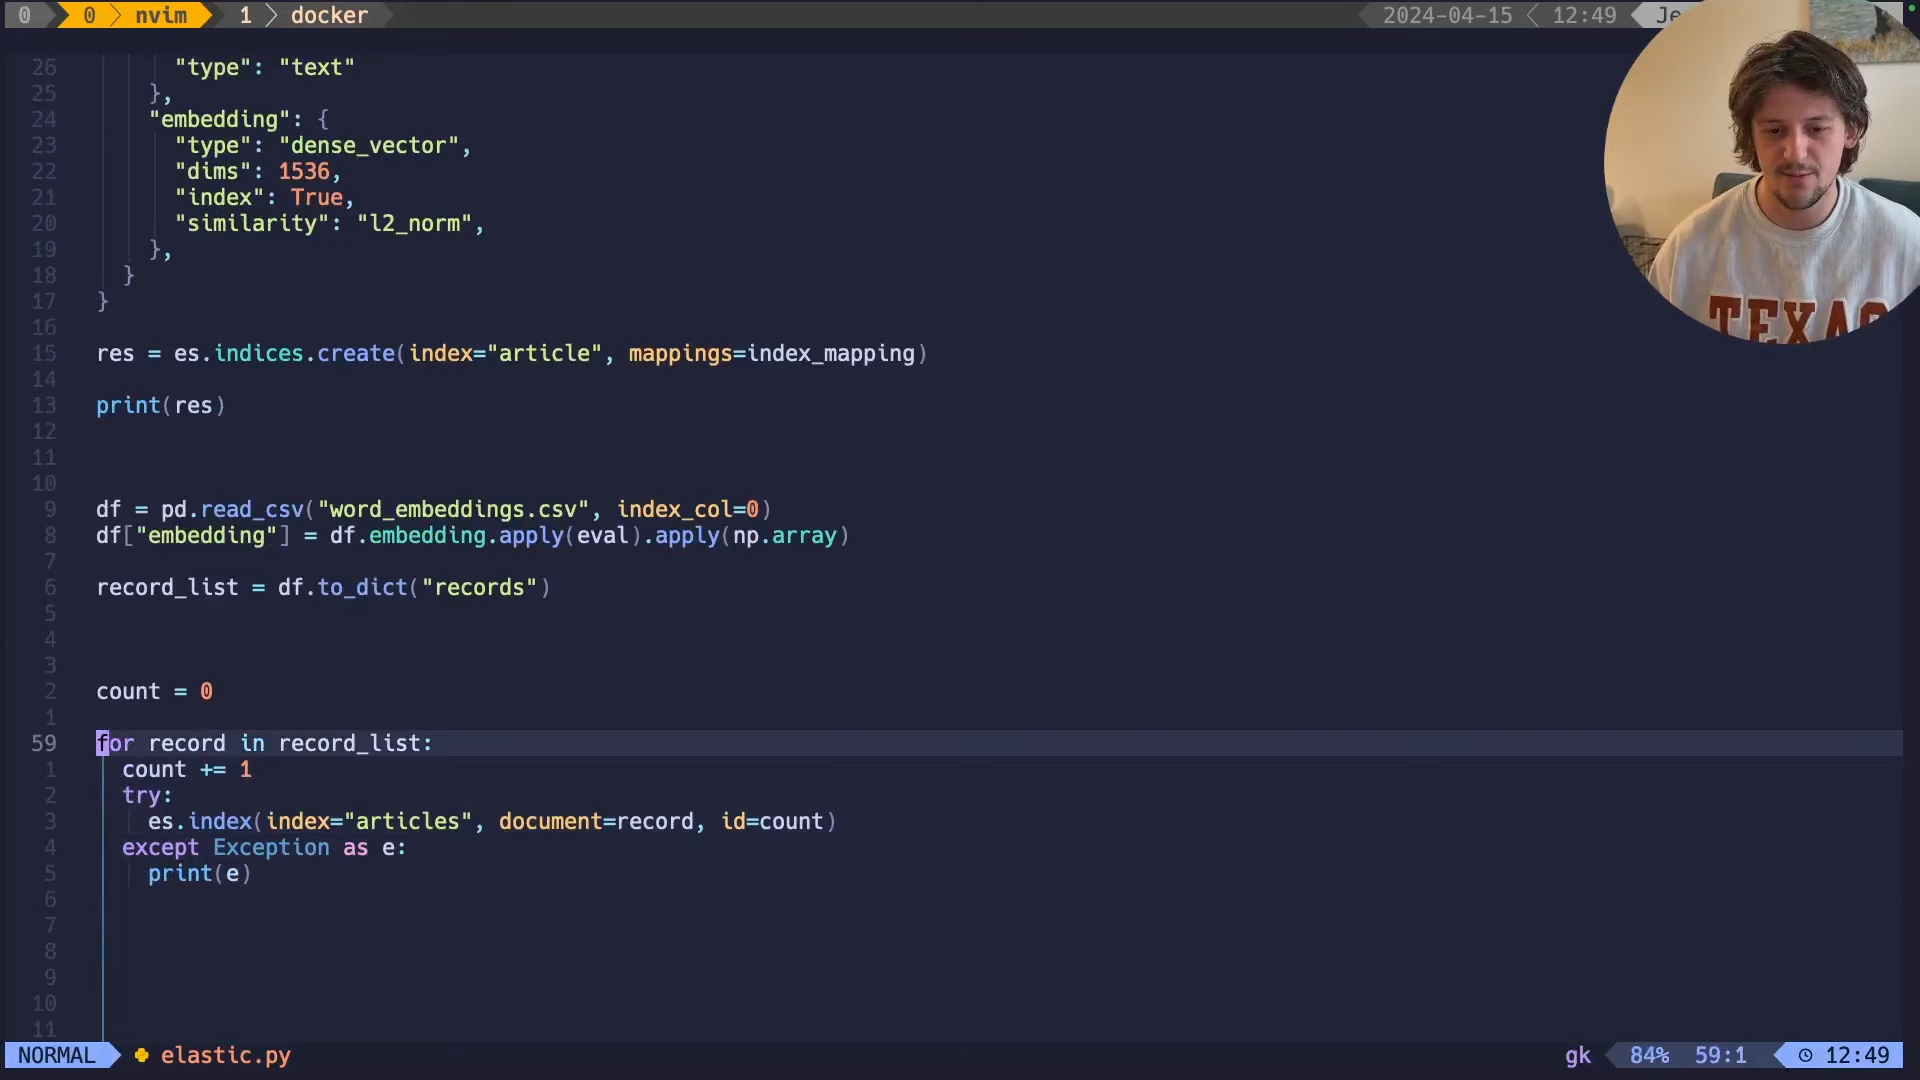 0 0 nvim 1 docker 2024-04-15 12:49 Je
26 "type": "text"
25 },
24 "embedding": {
23 "type": "dense_vector",
22 "dims": 1536,
21 "index": True,
20 "similarity": "l2_norm",
19 },
18 }
17 }
16
15 res = es.indices.create(index="article", mappings=index_mapping)
14
13 print(res)
12
11
10
9 df = pd.read_csv("word_embeddings.csv", index_col=0)
8 df["embedding"] = df.embedding.apply(eval).apply(np.array)
7
6 record_list = df.to_dict("records")
5
4
3
2 count = 0
1
59 for record in record_list:
1 count += 1
2 try:
3 es.index(index="articles", document=record, id=count)
4 except Exception as e:
5 print(e)
6
7
8
9
10
11
NORMAL elastic.py gk 84% 59:1 12:49
TEXAS